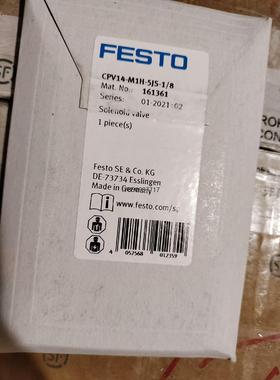 FESTO
CPV14-M1H-5JS-1/8
Mat. No.: 161361
Series: 01-2021-02
Solenoid valve
1 piece(s)
Festo SE & Co. KG
DE-73734 Esslingen
Made in Germany
www.festo.com/s
4 052568 012359